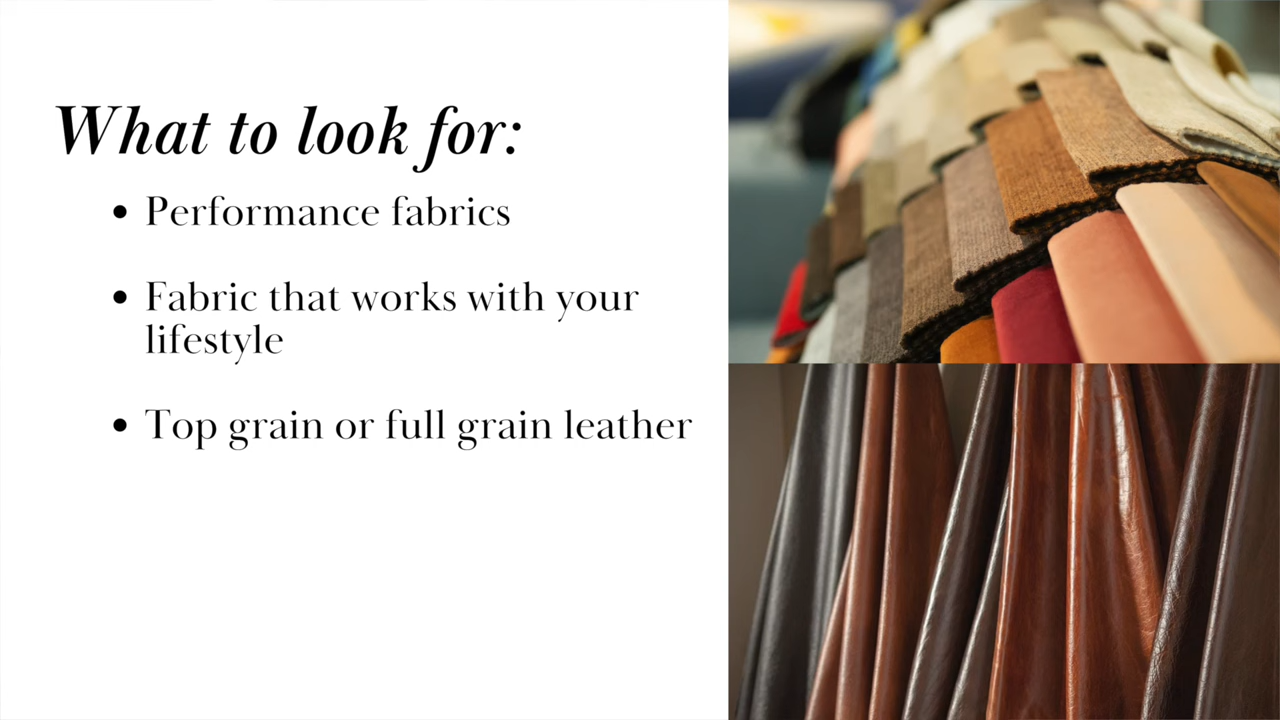 What to look for:
• Performance fabrics
• Fabric that works with your
lifestyle
• Top grain or full grain leather